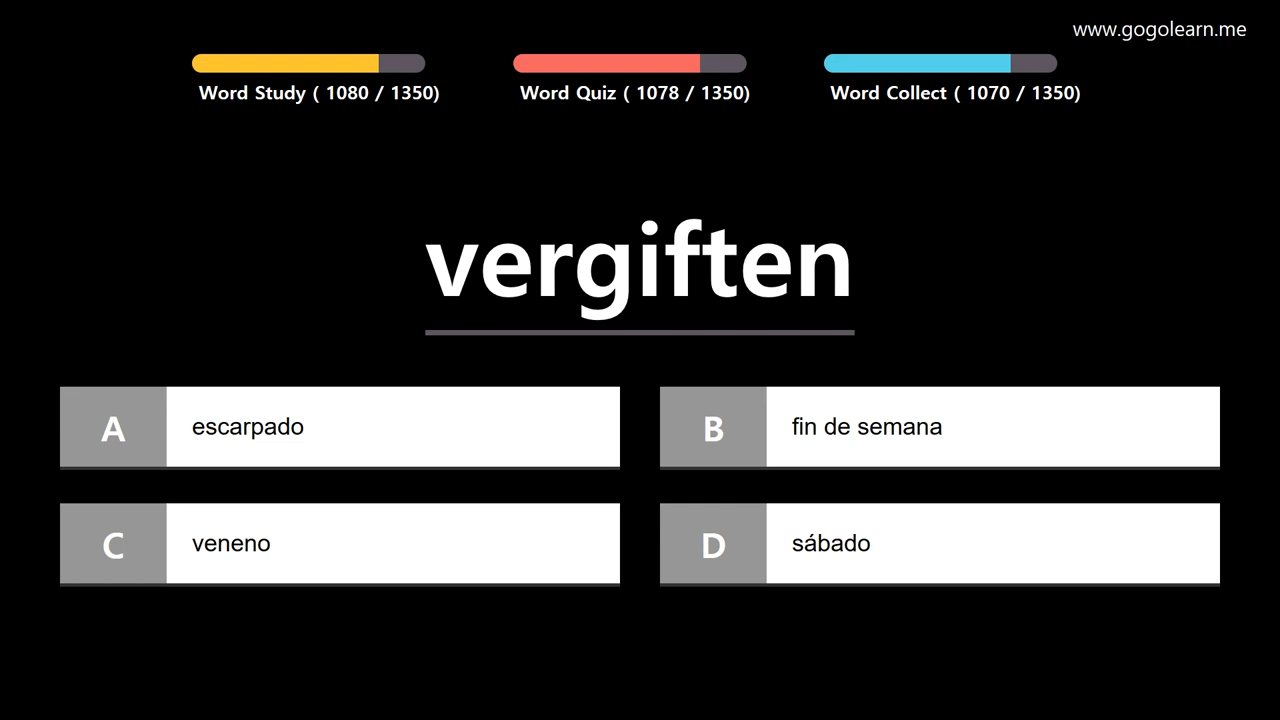 www.gogolearn.me
Word Study ( 1080 / 1350)
Word Quiz ( 1078 / 1350)
Word Collect ( 1070 / 1350)
vergiften
A escarpado
B fin de semana
C veneno
D sábado